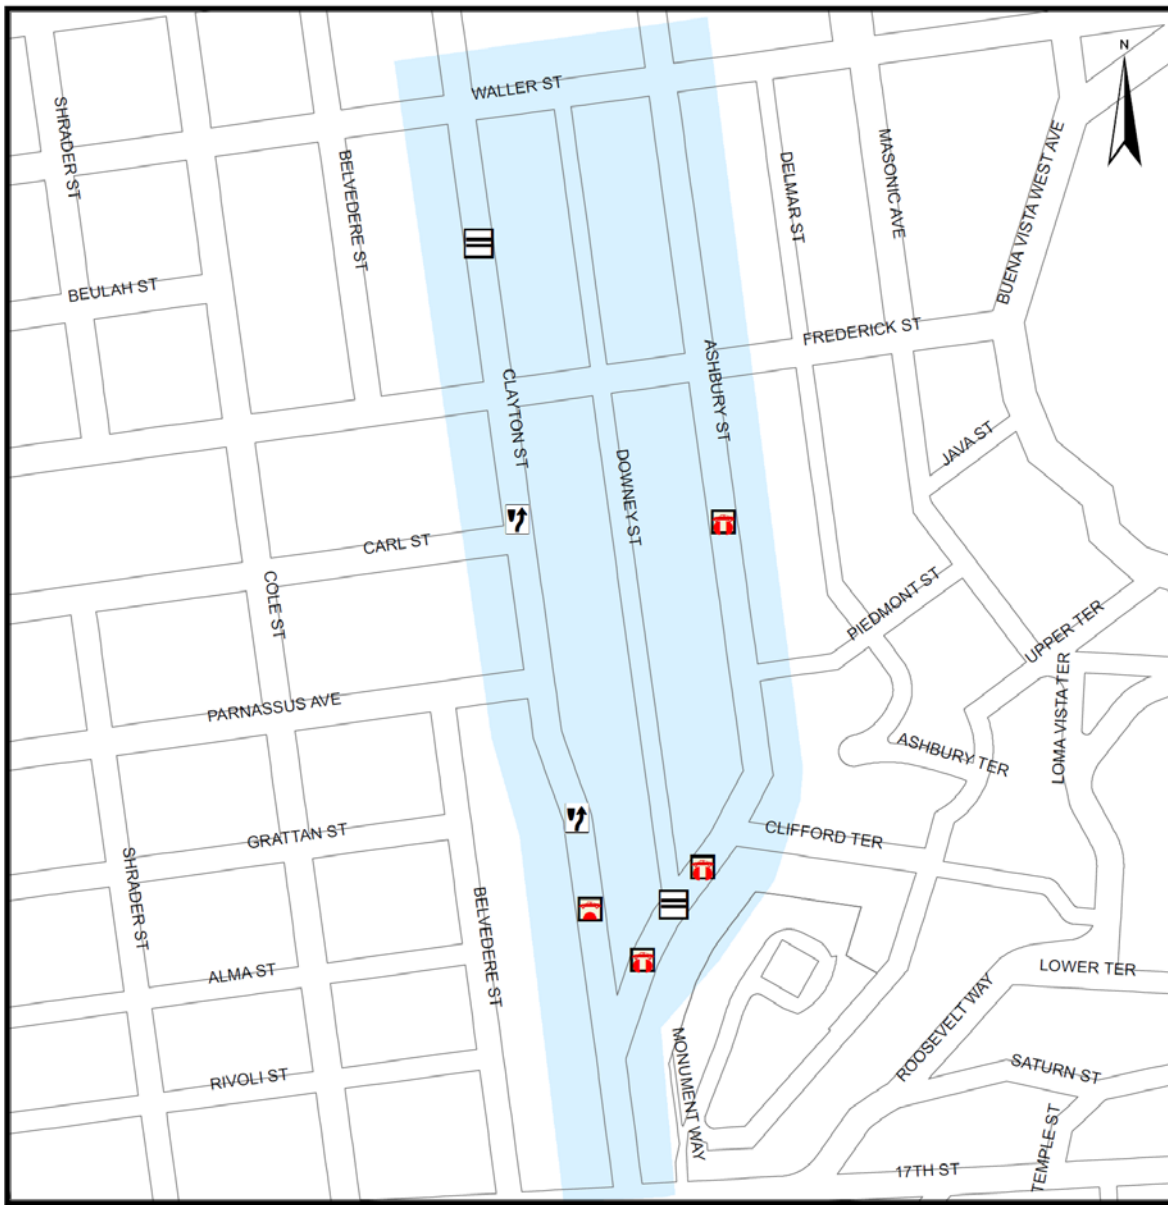 N
WALLER ST
SHRADER ST
BELVEDERE ST
DELMAR ST
MASONIC AVE
BUENA VISTA WEST AVE
BEULAH ST
FREDERICK ST
CLAYTON ST
ASHBURY ST
DOWNEY ST
JAVA ST
CARL ST
COLE ST
PIEDMONT ST
UPPER TER
LOMA VISTA TER
PARNASSUS AVE
ASHBURY TER
GRATTAN ST
CLIFFORD TER
SHRADER ST
BELVEDERE ST
ALMA ST
LOWER TER
ROOSEVELT WAY
RIVOLI ST
MONUMENT WAY
SATURN ST
TEMPLE ST
17TH ST